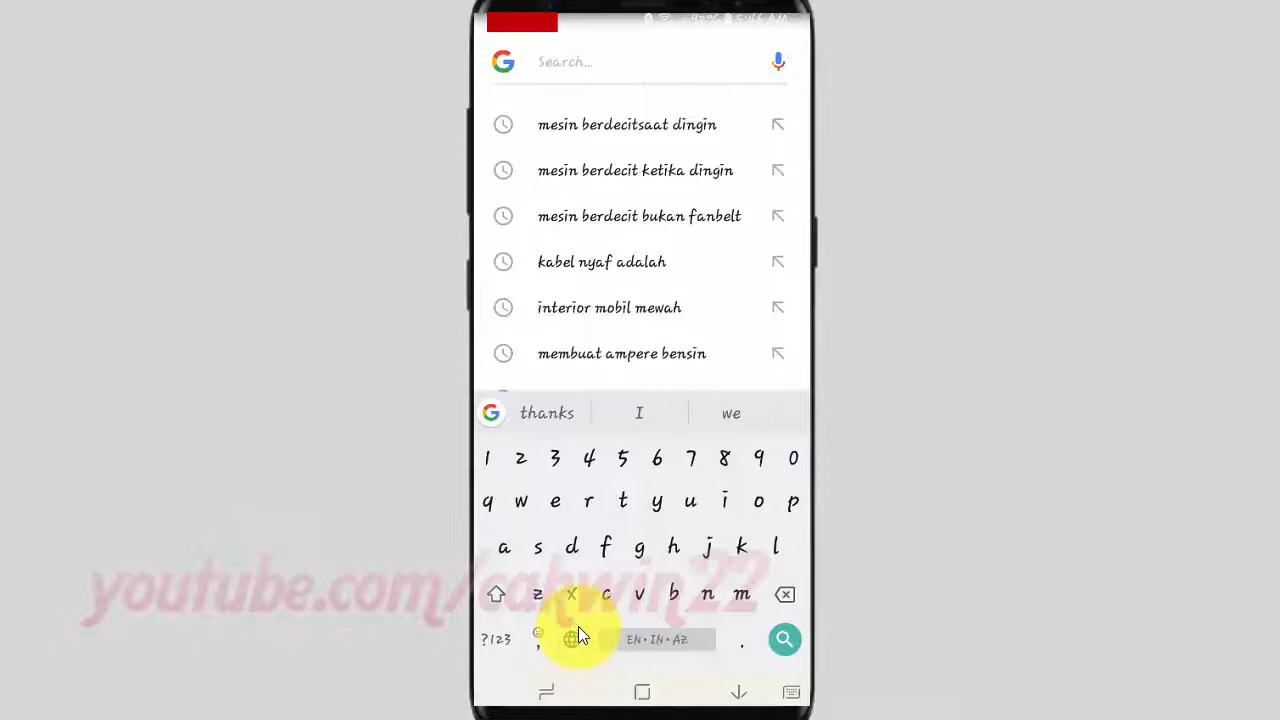 Search...
mesin berdecitsaat dingin
mesin berdecit ketika dingin
mesin berdecit bukan fanbelt
kabel nyaf adalah
interior mobil mewah
membuat ampere bensin
thanks I we
1 2 3 4 5 6 7 8 9 0
q w e r t y u i o p
a s d f g h j k l
z x c v b n m
?123 , EN • IN • AZ .
youtube.com/cakwin22